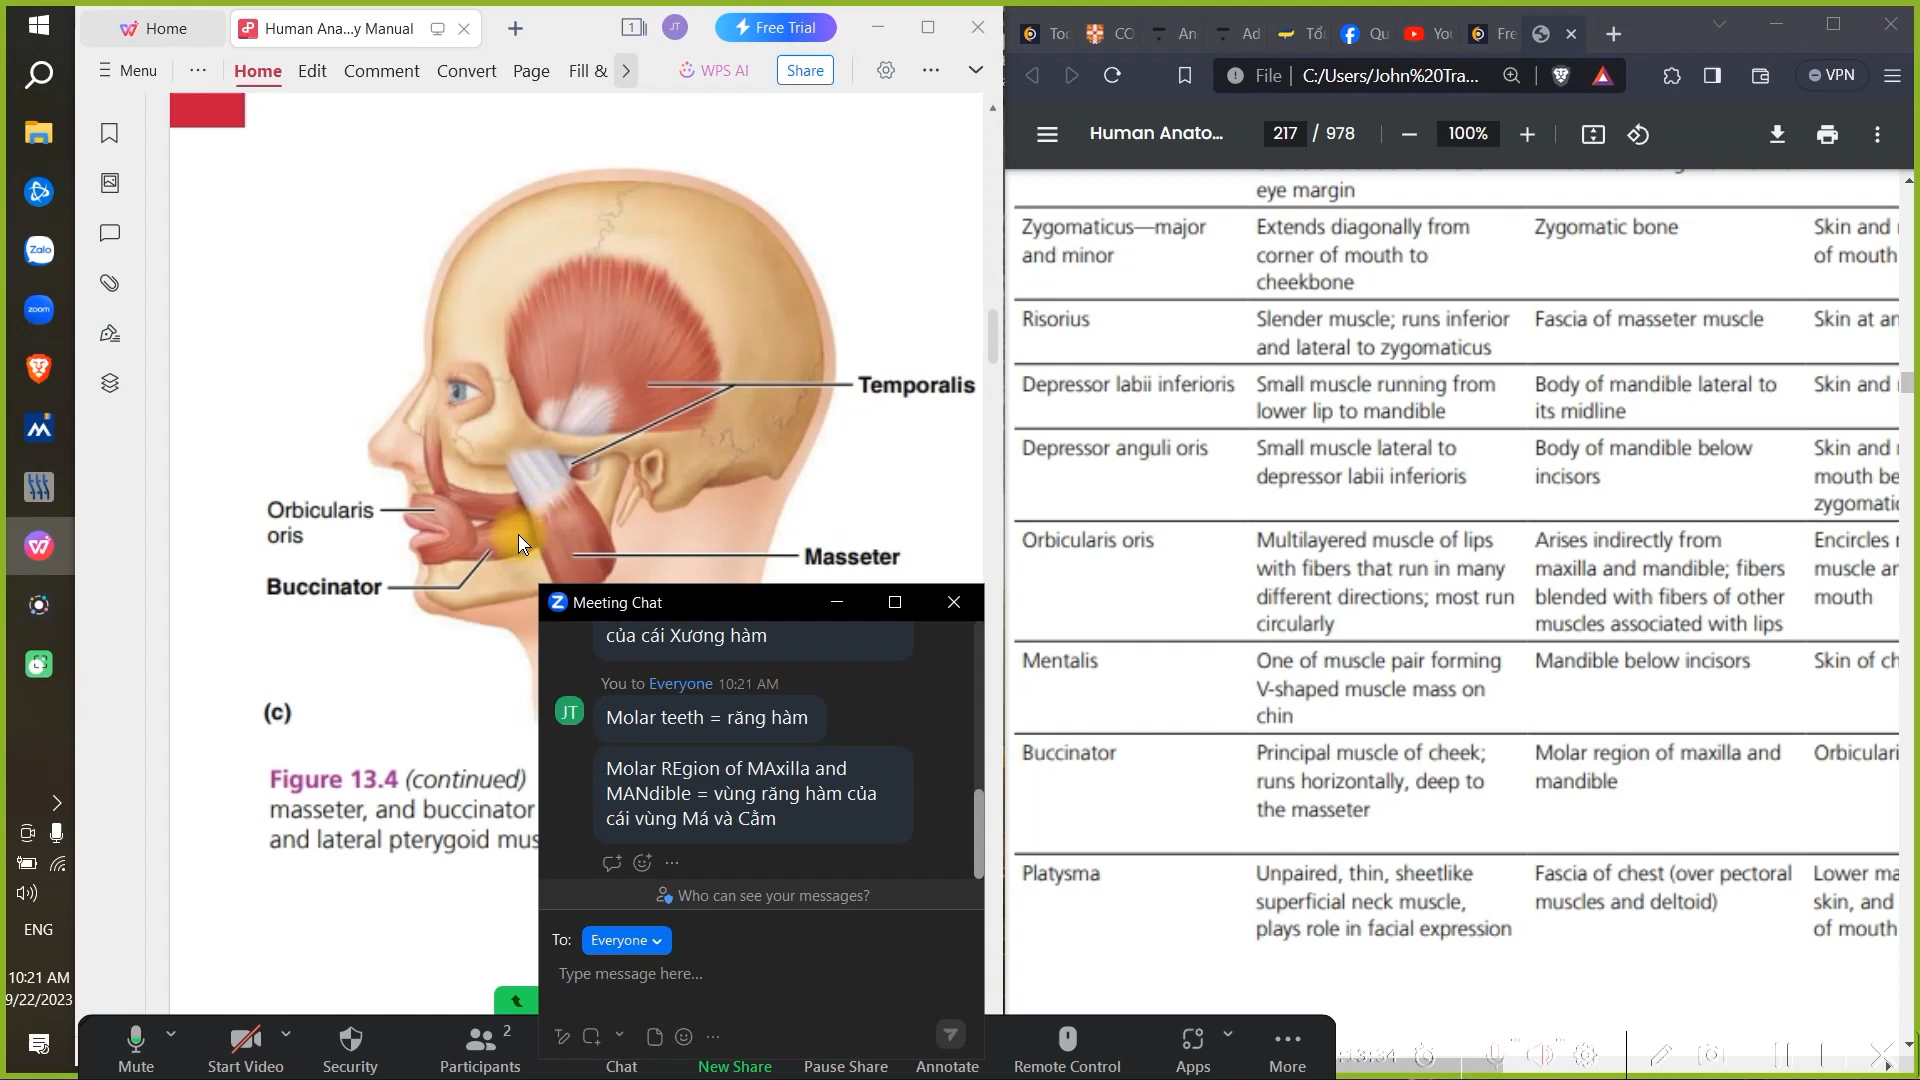 Home
Human Ana...y Manual
1
JT
Free Trial
Menu
Home Edit Comment Convert Page Fill &
WPS AI
Share
Temporalis
Orbicularis
oris
Buccinator
Masseter
(c)
Figure 13.4 (continued)
masseter, and buccinator
and lateral pterygoid mus
Meeting Chat
của cái Xương hàm
You to Everyone 10:21 AM
JT
Molar teeth = răng hàm
Molar REgion of MAxilla and
MANdible = vùng răng hàm của
cái vùng Má và Cằm
Who can see your messages?
To: Everyone
Type message here...
File C:/Users/John%20Tra...
VPN
Human Anato...
217 / 978
100%
eye margin
Zygomaticus—major
and minor
Extends diagonally from
corner of mouth to
cheekbone
Zygomatic bone
Skin and
of mouth
Risorius
Slender muscle; runs inferior
and lateral to zygomaticus
Fascia of masseter muscle
Skin at
Depressor labii inferioris
Small muscle running from
lower lip to mandible
Body of mandible lateral to
its midline
Skin and
Depressor anguli oris
Small muscle lateral to
depressor labii inferioris
Body of mandible below
incisors
Skin and
mouth be
zygomatic
Orbicularis oris
Multilayered muscle of lips
with fibers that run in many
different directions; most run
circularly
Arises indirectly from
maxilla and mandible; fibers
blended with fibers of other
muscles associated with lips
Encircles
muscle
mouth
Mentalis
One of muscle pair forming
V-shaped muscle mass on
chin
Mandible below incisors
Skin of ch
Buccinator
Principal muscle of cheek;
runs horizontally, deep to
the masseter
Molar region of maxilla and
mandible
Orbiculari
Platysma
Unpaired, thin, sheetlike
superficial neck muscle,
plays role in facial expression
Fascia of chest (over pectoral
muscles and deltoid)
Lower ma
skin, and
of mouth
Zalo
zoom
ENG
10:21 AM
9/22/2023
Mute
Start Video
Security
Participants 2
Chat
New Share
Pause Share
Annotate
Remote Control
Apps
More